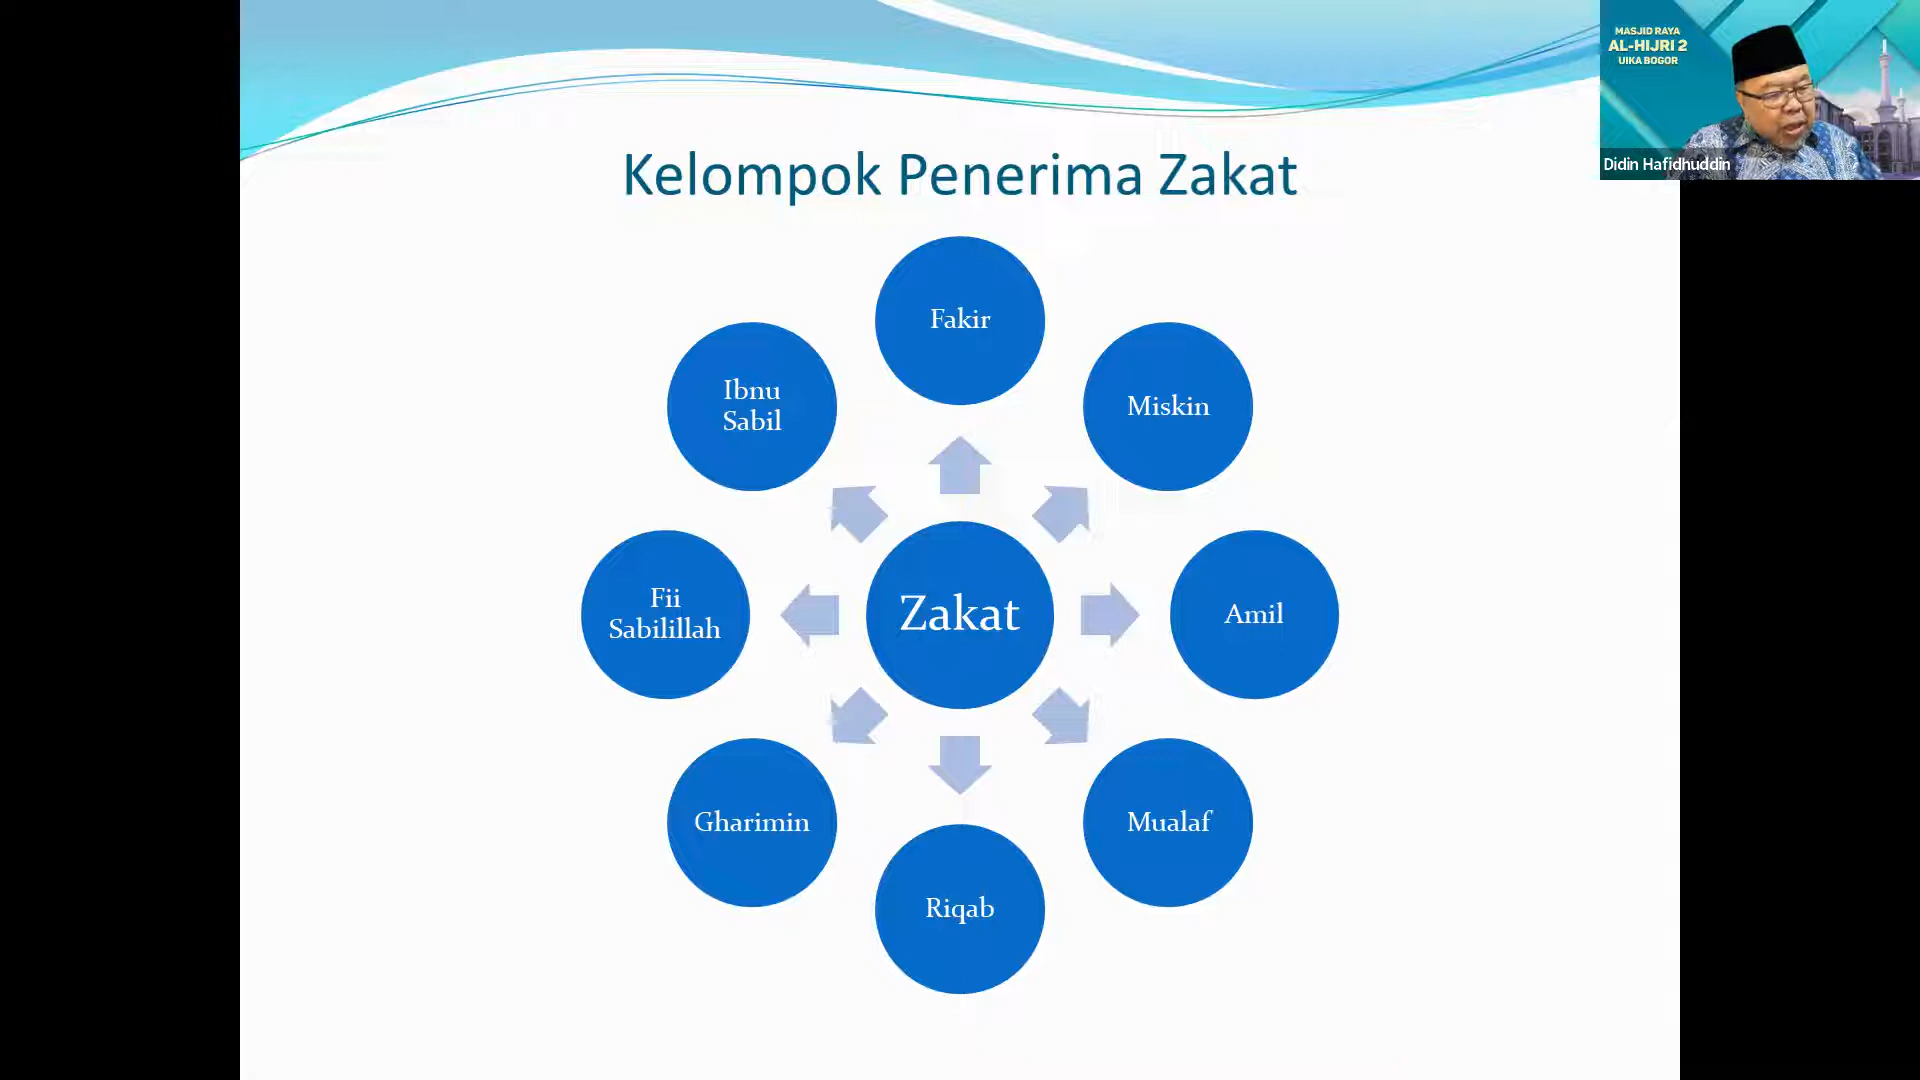 MASJID RAYA
AL-HIJRI 2
UIKA BOGOR
Didin Hafidhuddin
Kelompok Penerima Zakat
Fakir
Miskin
Amil
Mualaf
Riqab
Gharimin
Fii
Sabilillah
Ibnu
Sabil
Zakat